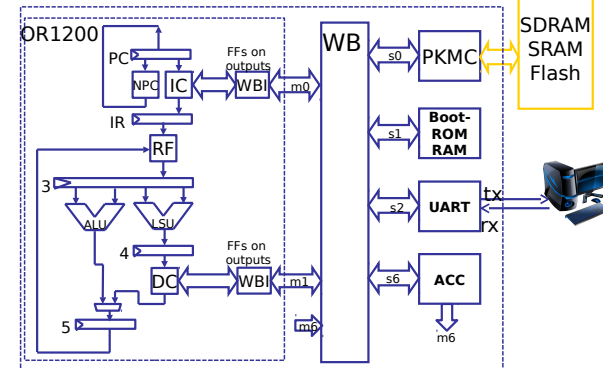 OR1200
PC
NPC
IC
FFs on
outputs
WBI
m0
IR
RF
3
ALU
LSU
4
FFs on
outputs
DC
WBI
m1
5
m6
WB
s0
PKMC
SDRAM
SRAM
Flash
s1
Boot-
ROM
RAM
s2
UART
tx
rx
s6
ACC
m6